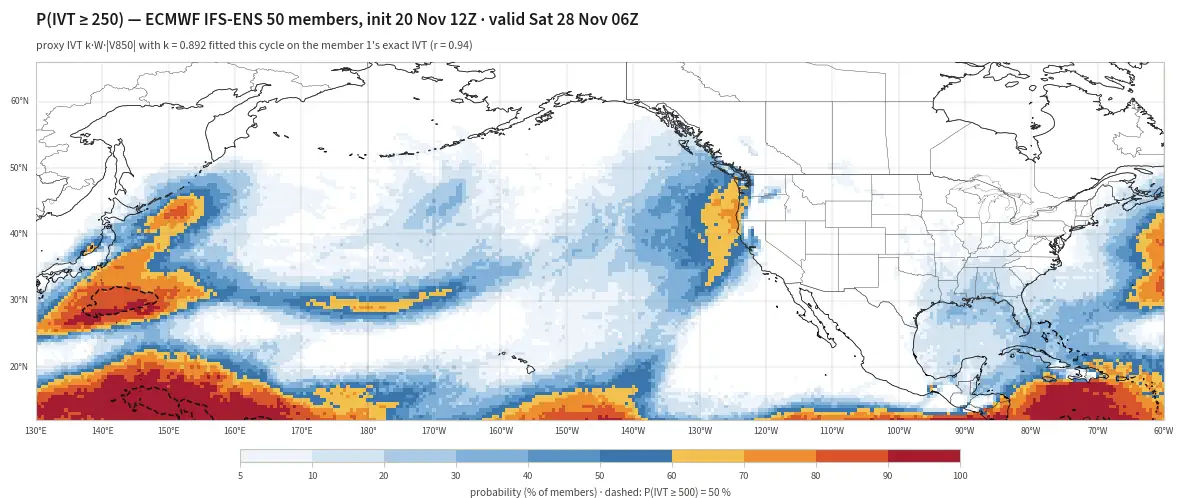 P(IVT ≥ 250) — ECMWF IFS-ENS 50 members, init 20 Nov 12Z · valid Sat 28 Nov 06Z
proxy IVT k·W·|V850| with k = 0.892 fitted this cycle on the member 1's exact IVT (r = 0.94)
60°N
50°N
40°N
30°N
20°N
130°E 140°E 150°E 160°E 170°E 180° 170°W 160°W 150°W 140°W 130°W 120°W 110°W 100°W 90°W 80°W 70°W 60°W
5 10 20 30 40 50 60 70 80 90 100
probability (% of members) · dashed: P(IVT ≥ 500) = 50 %